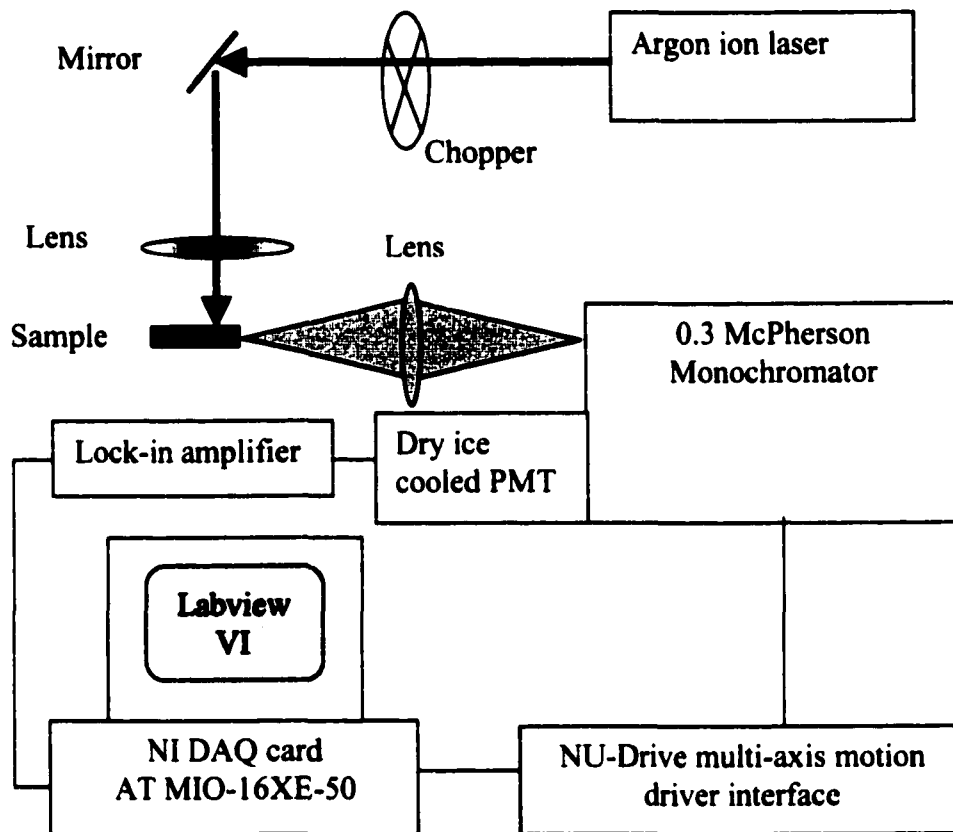 Argon ion laser
Mirror
Chopper
Lens
Lens
Sample
0.3 McPherson
Monochromator
Lock-in amplifier
Dry ice
cooled PMT
Labview
VI
NI DAQ card
AT MIO-16XE-50
NU-Drive multi-axis motion
driver interface